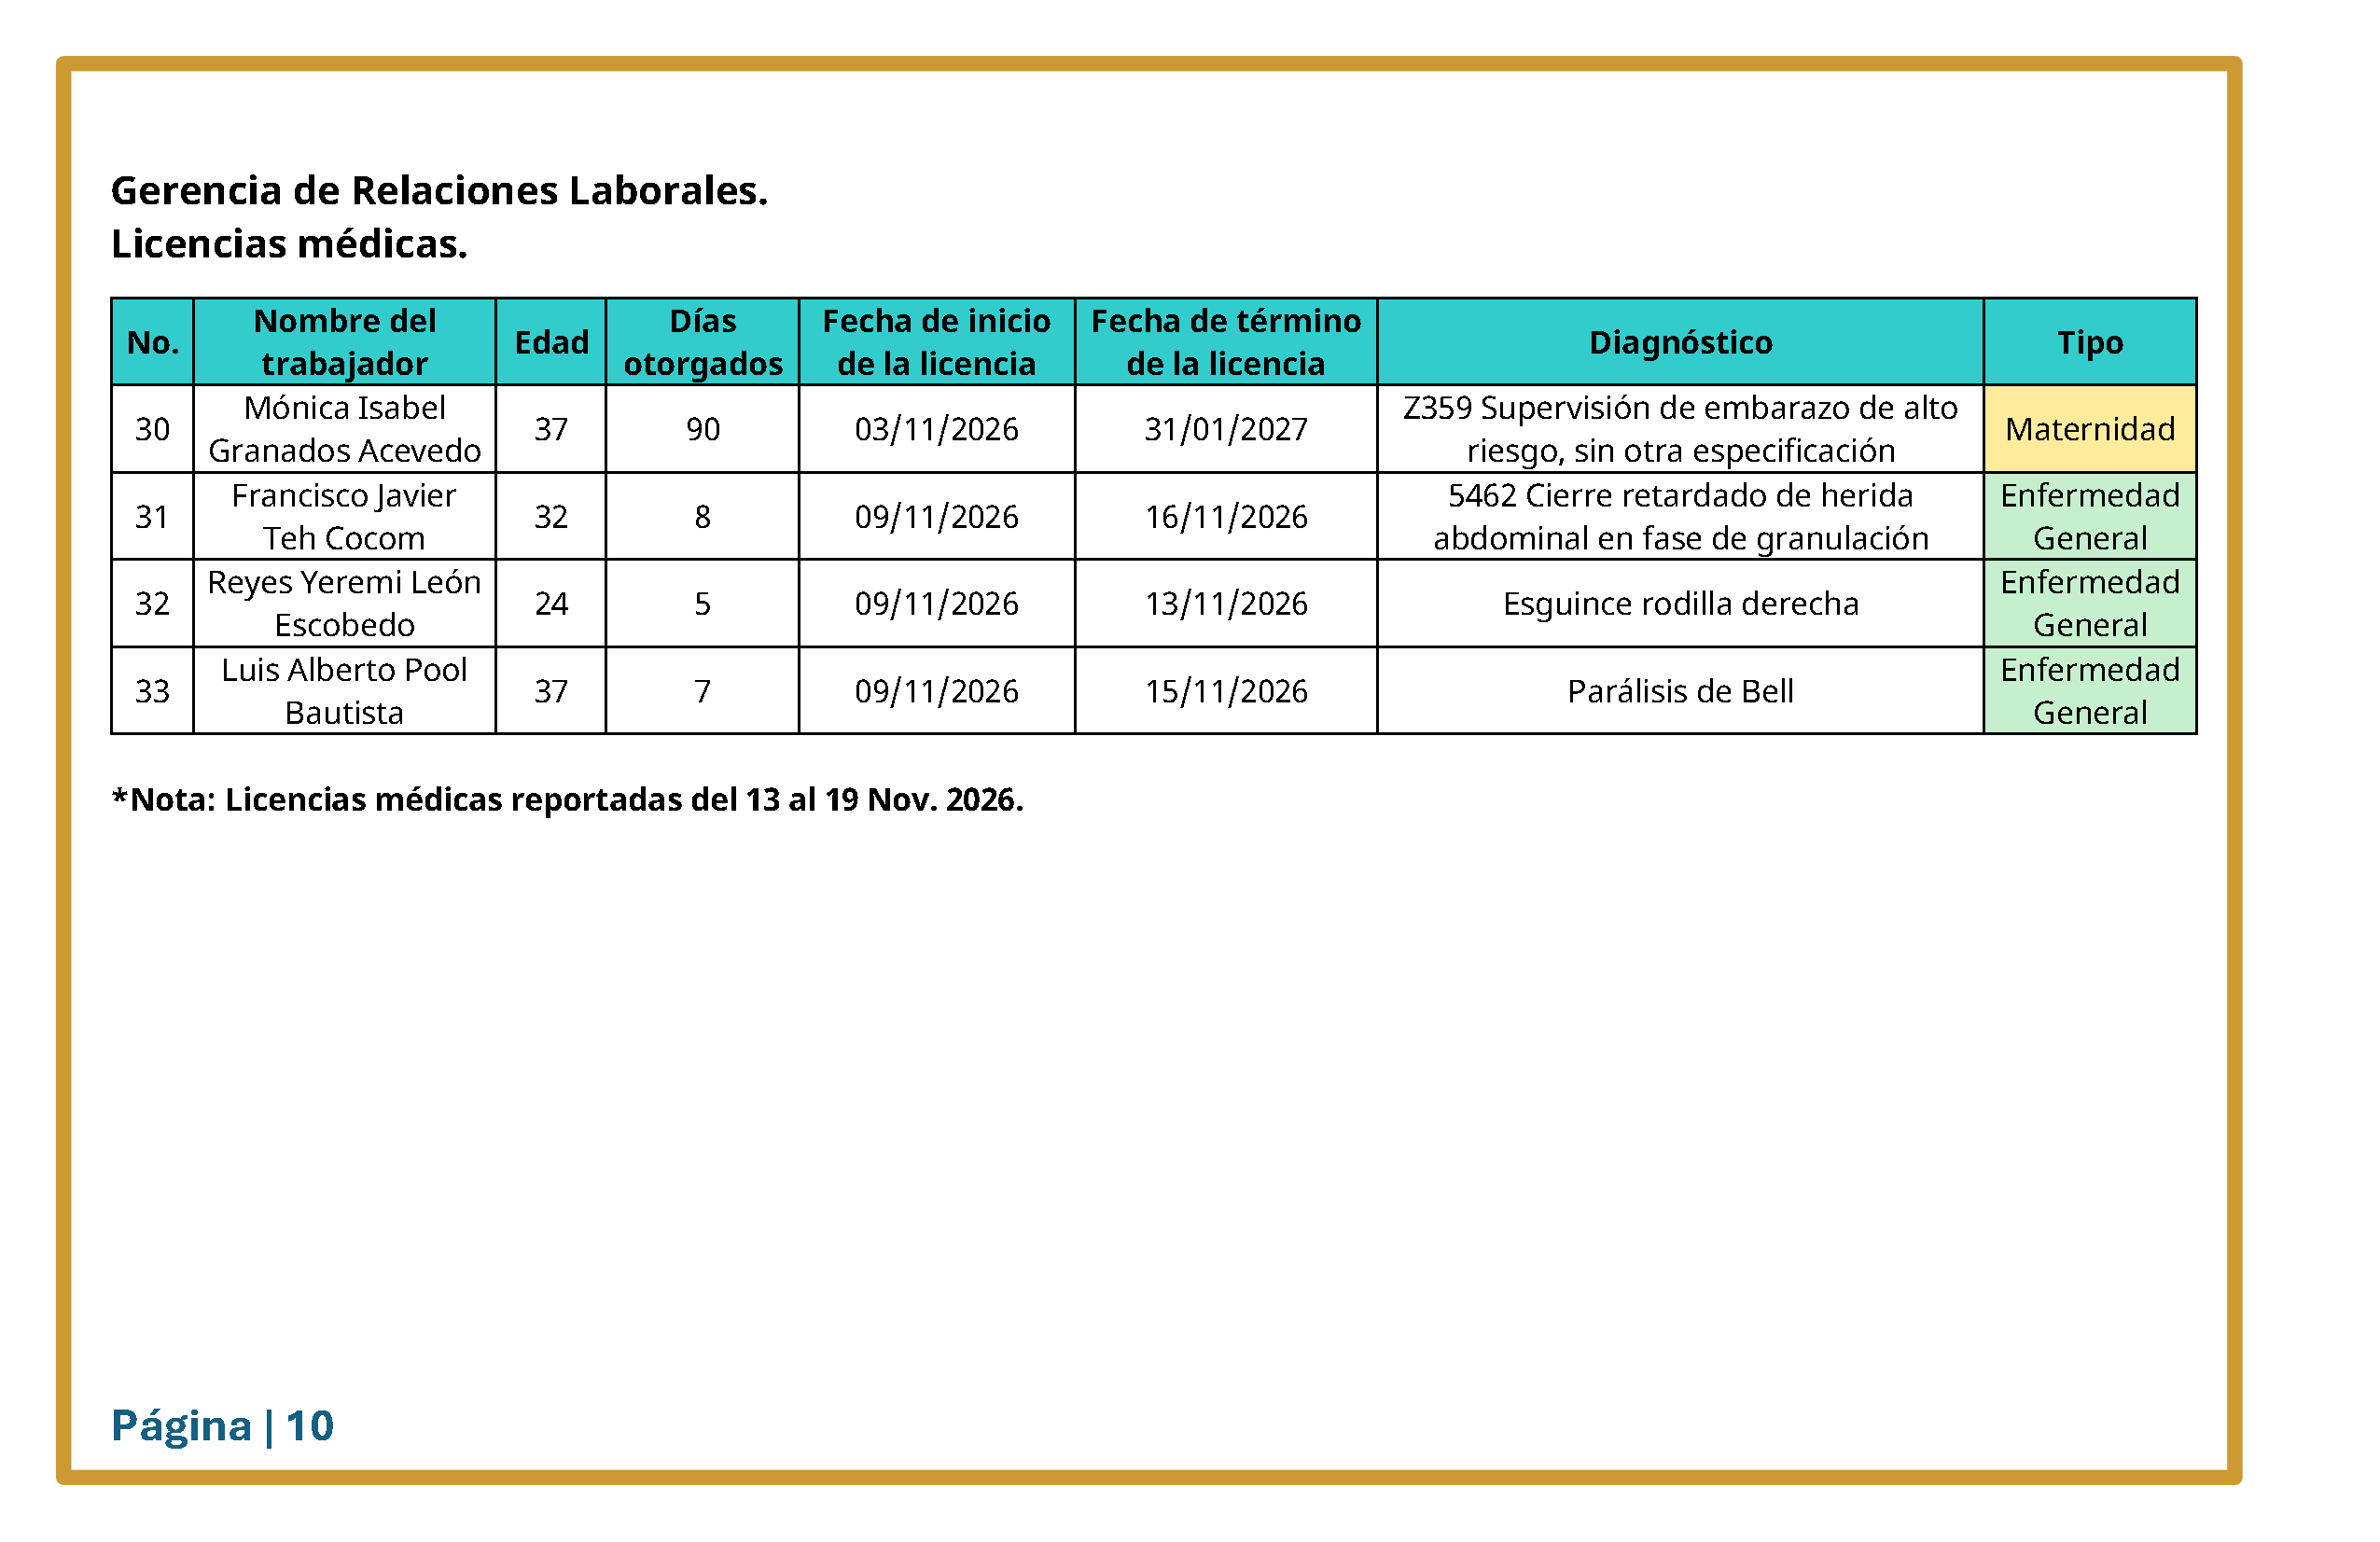 Gerencia de Relaciones Laborales.
Licencias médicas.
No. Nombre del trabajador Edad Días otorgados Fecha de inicio de la licencia Fecha de término de la licencia Diagnóstico Tipo
30 Mónica Isabel Granados Acevedo 37 90 03/11/2026 31/01/2027 Z359 Supervisión de embarazo de alto riesgo, sin otra especificación Maternidad
31 Francisco Javier Teh Cocom 32 8 09/11/2026 16/11/2026 5462 Cierre retardado de herida abdominal en fase de granulación Enfermedad General
32 Reyes Yeremi León Escobedo 24 5 09/11/2026 13/11/2026 Esguince rodilla derecha Enfermedad General
33 Luis Alberto Pool Bautista 37 7 09/11/2026 15/11/2026 Parálisis de Bell Enfermedad General
*Nota: Licencias médicas reportadas del 13 al 19 Nov. 2026.
Página | 10